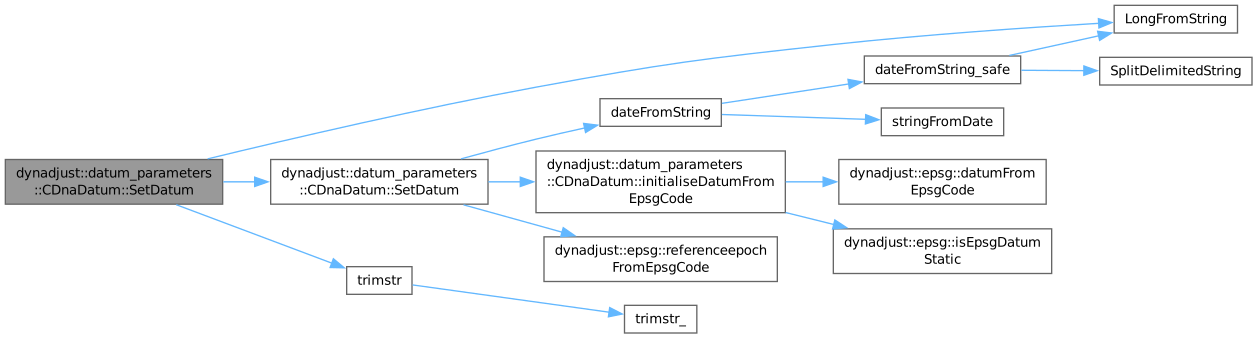 LongFromString
dateFromString_safe
SplitDelimitedString
dateFromString
stringFromDate
dynadjust::datum_parameters
::CDnaDatum::SetDatum
dynadjust::datum_parameters
::CDnaDatum::SetDatum
dynadjust::datum_parameters
::CDnaDatum::initialiseDatumFrom
EpsgCode
dynadjust::epsg::datumFrom
EpsgCode
dynadjust::epsg::isEpsgDatum
Static
dynadjust::epsg::referenceepoch
FromEpsgCode
trimstr
trimstr_